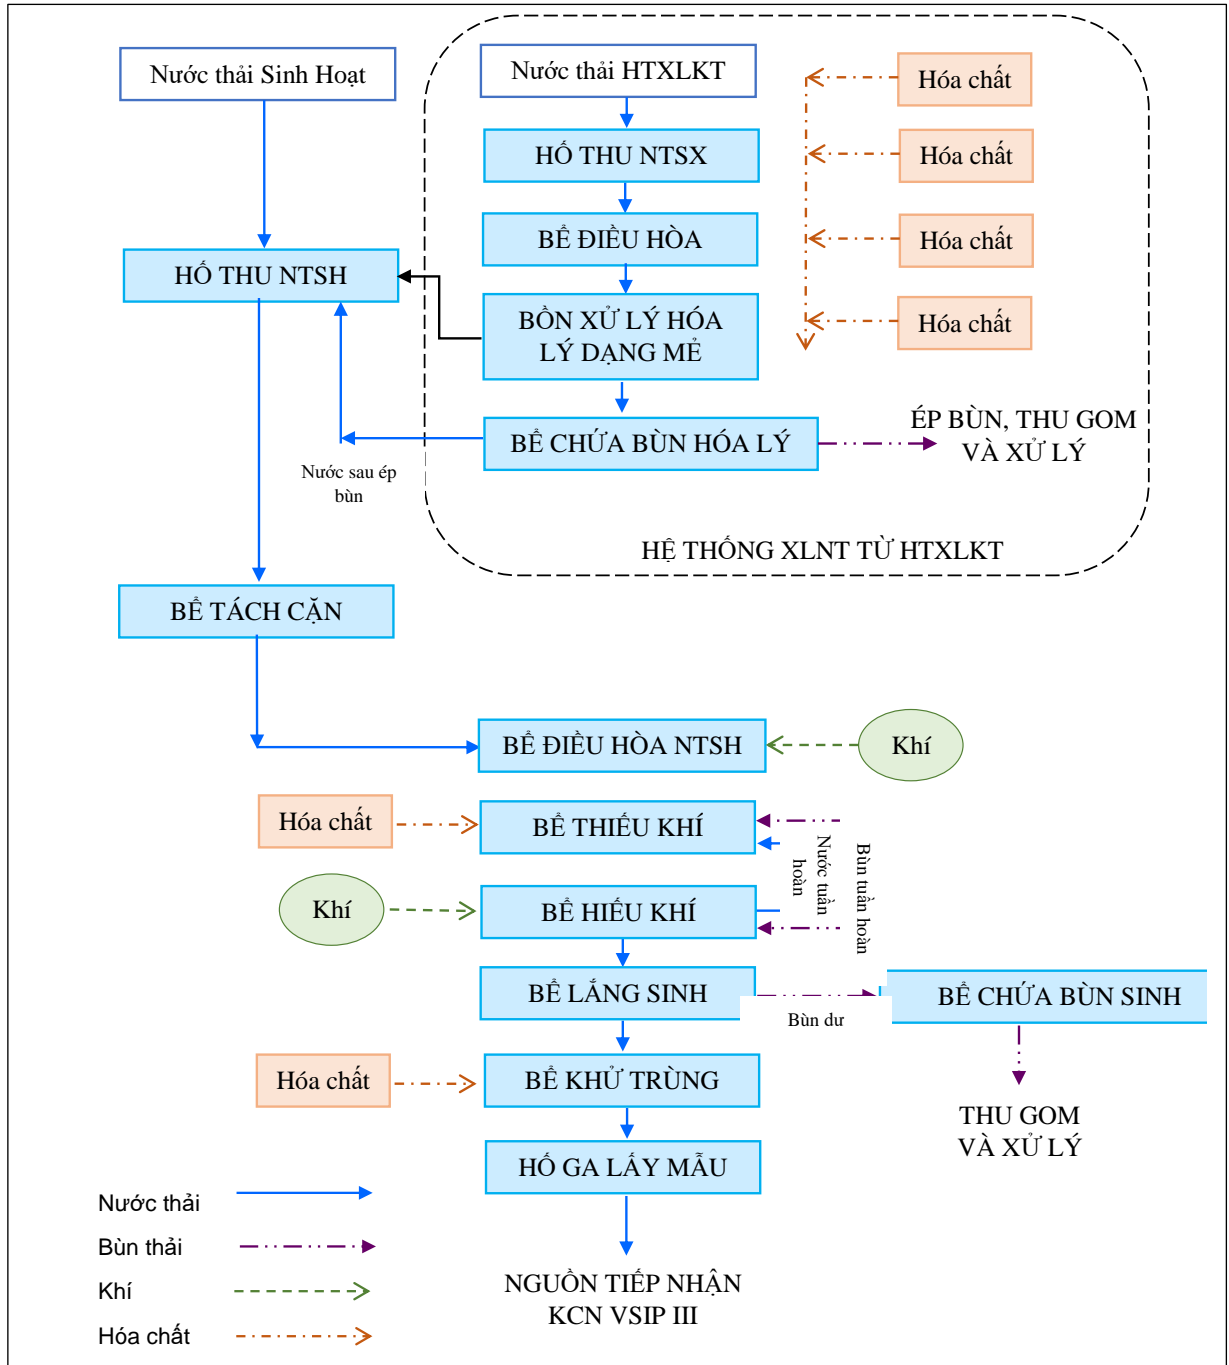 Nước thải Sinh Hoạt
Nước thải HTXLKT
Hóa chất
HỐ THU NTSX
Hóa chất
BỂ ĐIỀU HÒA
Hóa chất
HỐ THU NTSH
BỒN XỬ LÝ HÓA
LÝ DẠNG MẺ
Hóa chất
BỂ CHỨA BÙN HÓA LÝ
ÉP BÙN, THU GOM
VÀ XỬ LÝ
Nước sau ép
bùn
HỆ THỐNG XLNT TỪ HTXLKT
BỂ TÁCH CẶN
BỂ ĐIỀU HÒA NTSH
Khí
Hóa chất
BỂ THIẾU KHÍ
Nước tuần
hoàn
Bùn tuần hoàn
Khí
BỂ HIẾU KHÍ
BỂ LẮNG SINH
Bùn dư
BỂ CHỨA BÙN SINH
Hóa chất
BỂ KHỬ TRÙNG
THU GOM
VÀ XỬ LÝ
HỐ GA LẤY MẪU
Nước thải
Bùn thải
Khí
Hóa chất
NGUỒN TIẾP NHẬN
KCN VSIP III